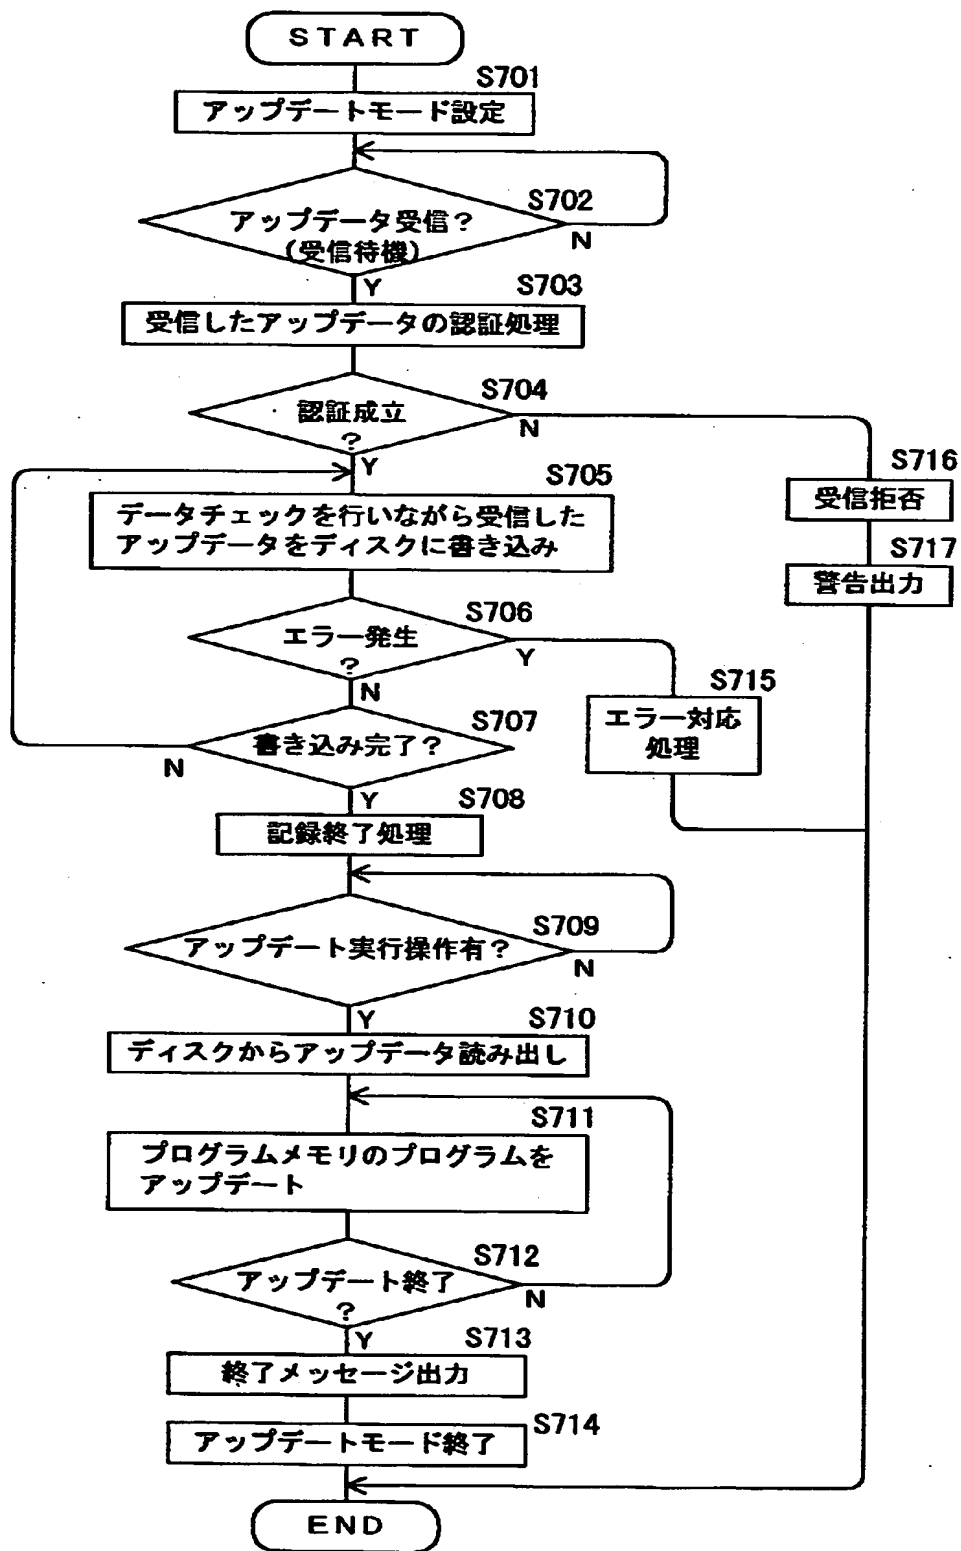 START
S701
アップデートモード設定
S702
アップデータ受信？
(受信待機)
N
Y
S703
受信したアップデータの認証処理
S704
認証成立
？
N
Y
S705
データチェックを行いながら受信した
アップデータをディスクに書き込み
S716
受信拒否
S717
警告出力
S706
エラー発生
？
Y
N
S715
エラー対応
処理
S707
書き込み完了？
N
Y
S708
記録終了処理
S709
アップデート実行操作有？
N
Y
S710
ディスクからアップデータ読み出し
S711
プログラムメモリのプログラムを
アップデート
S712
アップデート終了
？
N
Y
S713
終了メッセージ出力
S714
アップデートモード終了
END